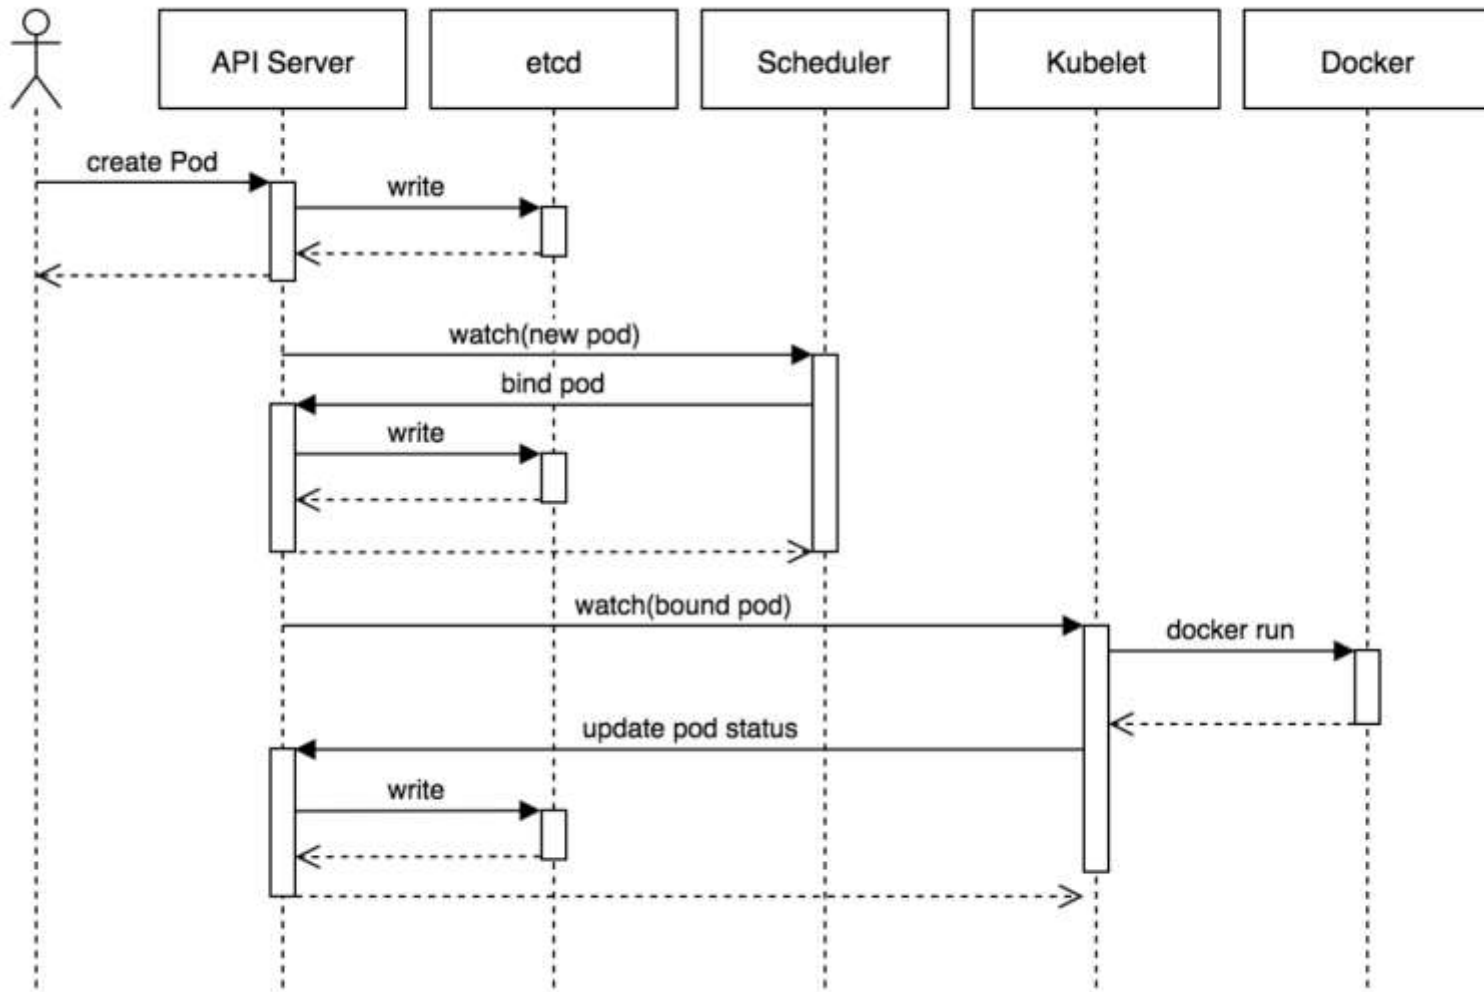 API Server
etcd
Scheduler
Kubelet
Docker
create Pod
write
watch(new pod)
bind pod
write
watch(bound pod)
docker run
update pod status
write